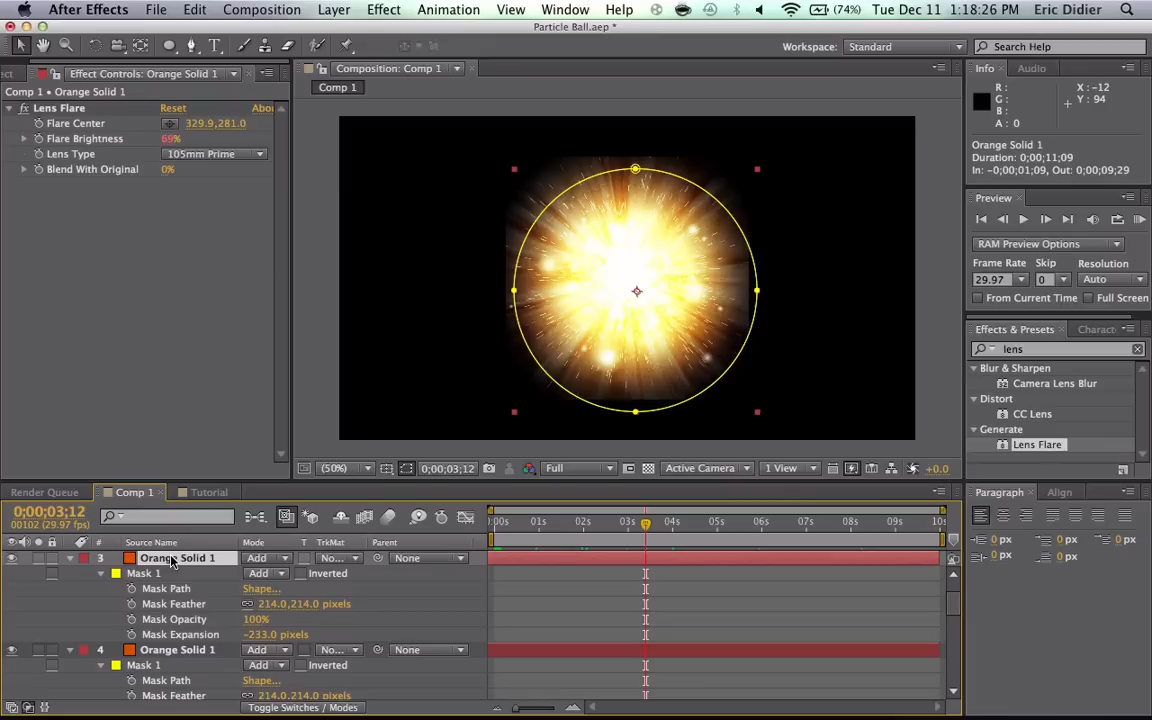 After Effects File Edit Composition Layer Effect Animation View Window Help (74%) Tue Dec 11 1:18:26 PM Eric Didier
Particle Ball.aep *
Workspace: Standard Search Help
Effect Controls: Orange Solid 1
Composition: Comp 1
Info Audio
Comp 1 • Orange Solid 1
Comp 1
Lens Flare Reset Abou
Flare Center 329.9,281.0
Flare Brightness 69%
Lens Type 105mm Prime
Blend With Original 0%
R: X: -12
G: Y: 94
B:
A: 0
Orange Solid 1
Duration: 0;00;11;09
In: -0;00;01;09, Out: 0;00;09;29
Preview
RAM Preview Options
Frame Rate Skip Resolution
29.97 0 Auto
From Current Time Full Screen
Effects & Presets Charact
lens
Blur & Sharpen
Camera Lens Blur
Distort
CC Lens
Generate
Lens Flare
(50%) 0;00;03;12 Full Active Camera 1 View +0.0
Render Queue Comp 1 Tutorial
Paragraph Align
0;00;03;12
00102 (29.97 fps)
:00s 01s 02s 03s 04s 05s 06s 07s 08s 09s 10s
# Source Name Mode T TrkMat Parent
3 Orange Solid 1 Add No... None
Mask 1 Add Inverted
Mask Path Shape...
Mask Feather 214.0,214.0 pixels
Mask Opacity 100%
Mask Expansion -233.0 pixels
4 Orange Solid 1 Add No... None
Mask 1 Add Inverted
Mask Path Shape...
Mask Feather 214.0,214.0 pixels
Toggle Switches / Modes
0 px 0 px 0 px
0 px 0 px